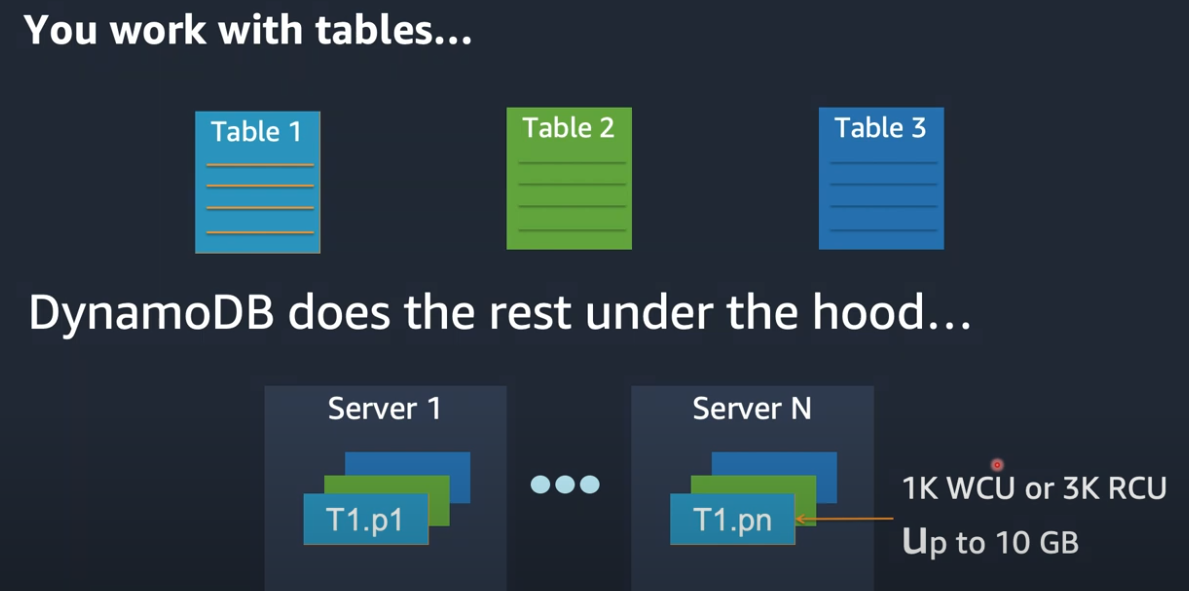 You work with tables...
Table 1
Table 2
Table 3
DynamoDB does the rest under the hood...
Server 1
Server N
T1.p1
T1.pn
1K WCU or 3K RCU
Up to 10 GB